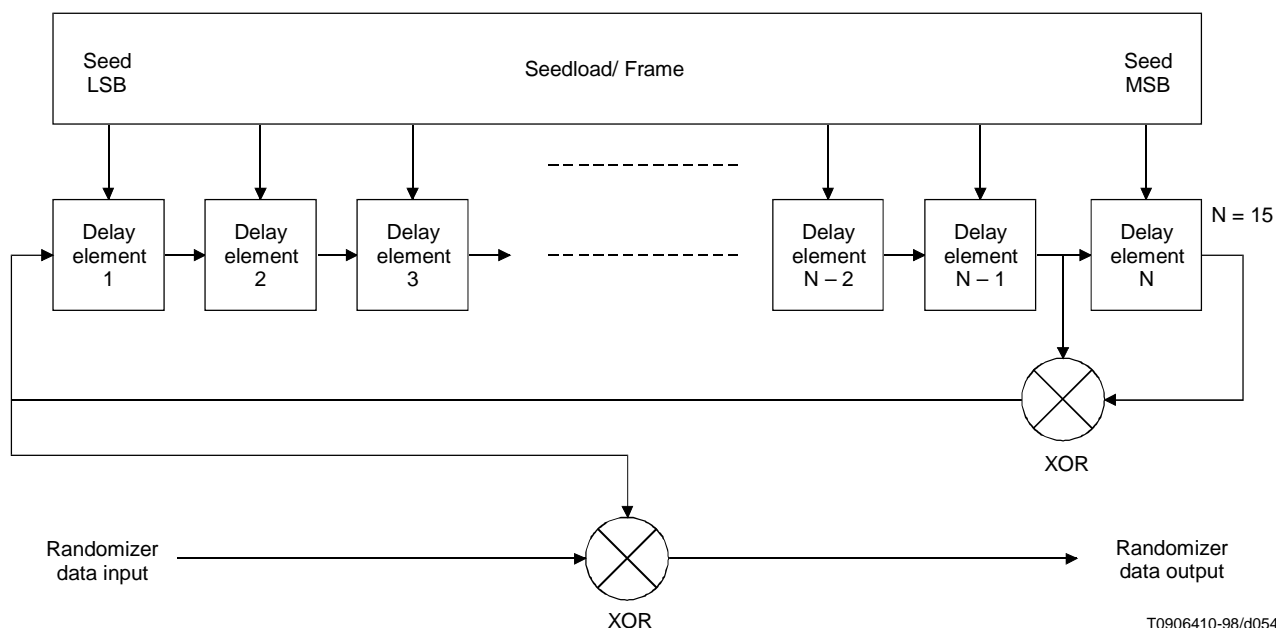 Seed
LSB
Seedload/ Frame
Seed
MSB
Delay
element
1
Delay
element
2
Delay
element
3
Delay
element
N – 2
Delay
element
N – 1
Delay
element
N
N = 15
XOR
Randomizer
data input
XOR
Randomizer
data output
T0906410-98/d054